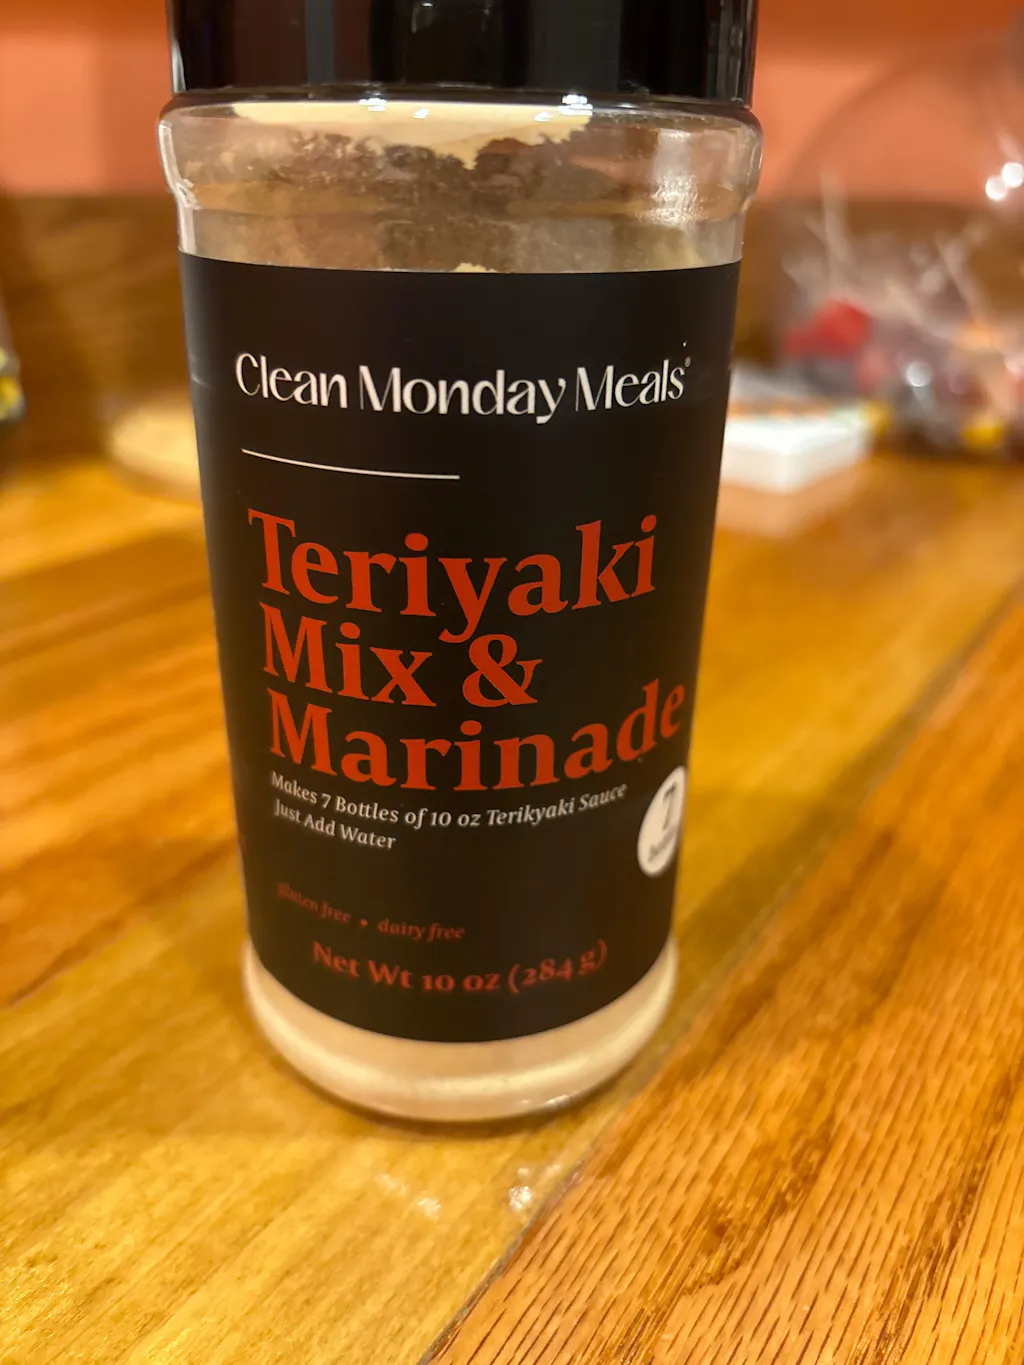 Clean Monday Meals®
Teriyaki
Mix &
Marinade
Makes 7 Bottles of 10 oz Terikyaki Sauce
Just Add Water
7
gluten free • dairy free
Net Wt 10 oz (284 g)